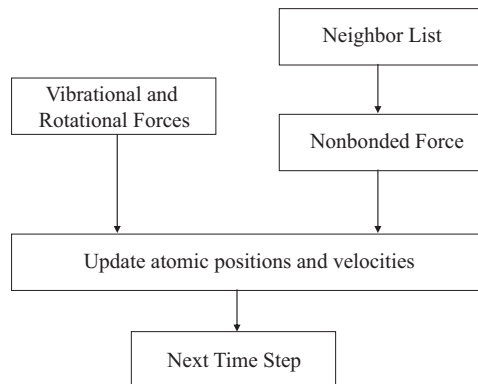 Neighbor List
Vibrational and
Rotational Forces
Nonbonded Force
Update atomic positions and velocities
Next Time Step